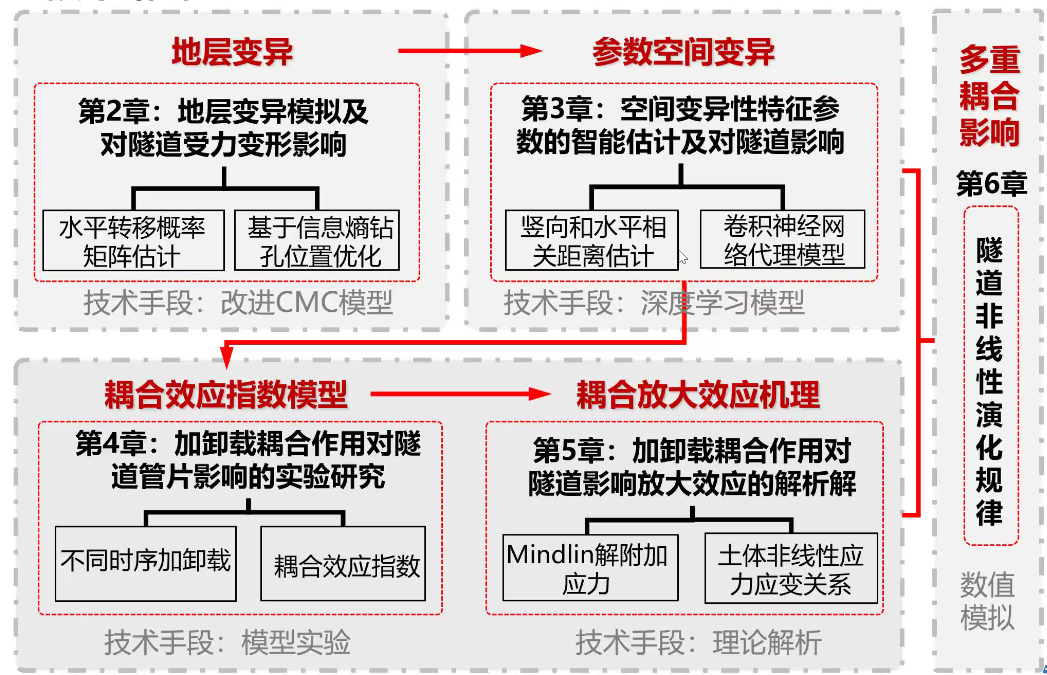 地层变异
第2章：地层变异模拟及
对隧道受力变形影响
水平转移概率
矩阵估计
基于信息熵钻
孔位置优化
技术手段：改进CMC模型
参数空间变异
第3章：空间变异性特征参
数的智能估计及对隧道影响
竖向和水平相
关距离估计
卷积神经网
络代理模型
技术手段：深度学习模型
耦合效应指数模型
第4章：加卸载耦合作用对隧
道管片影响的实验研究
不同时序加卸载
耦合效应指数
技术手段：模型实验
耦合放大效应机理
第5章：加卸载耦合作用对
隧道影响放大效应的解析解
Mindlin解附加
应力
土体非线性应
力应变关系
技术手段：理论解析
多重
耦合
影响
第6章
隧道非线性演化规律
数值
模拟